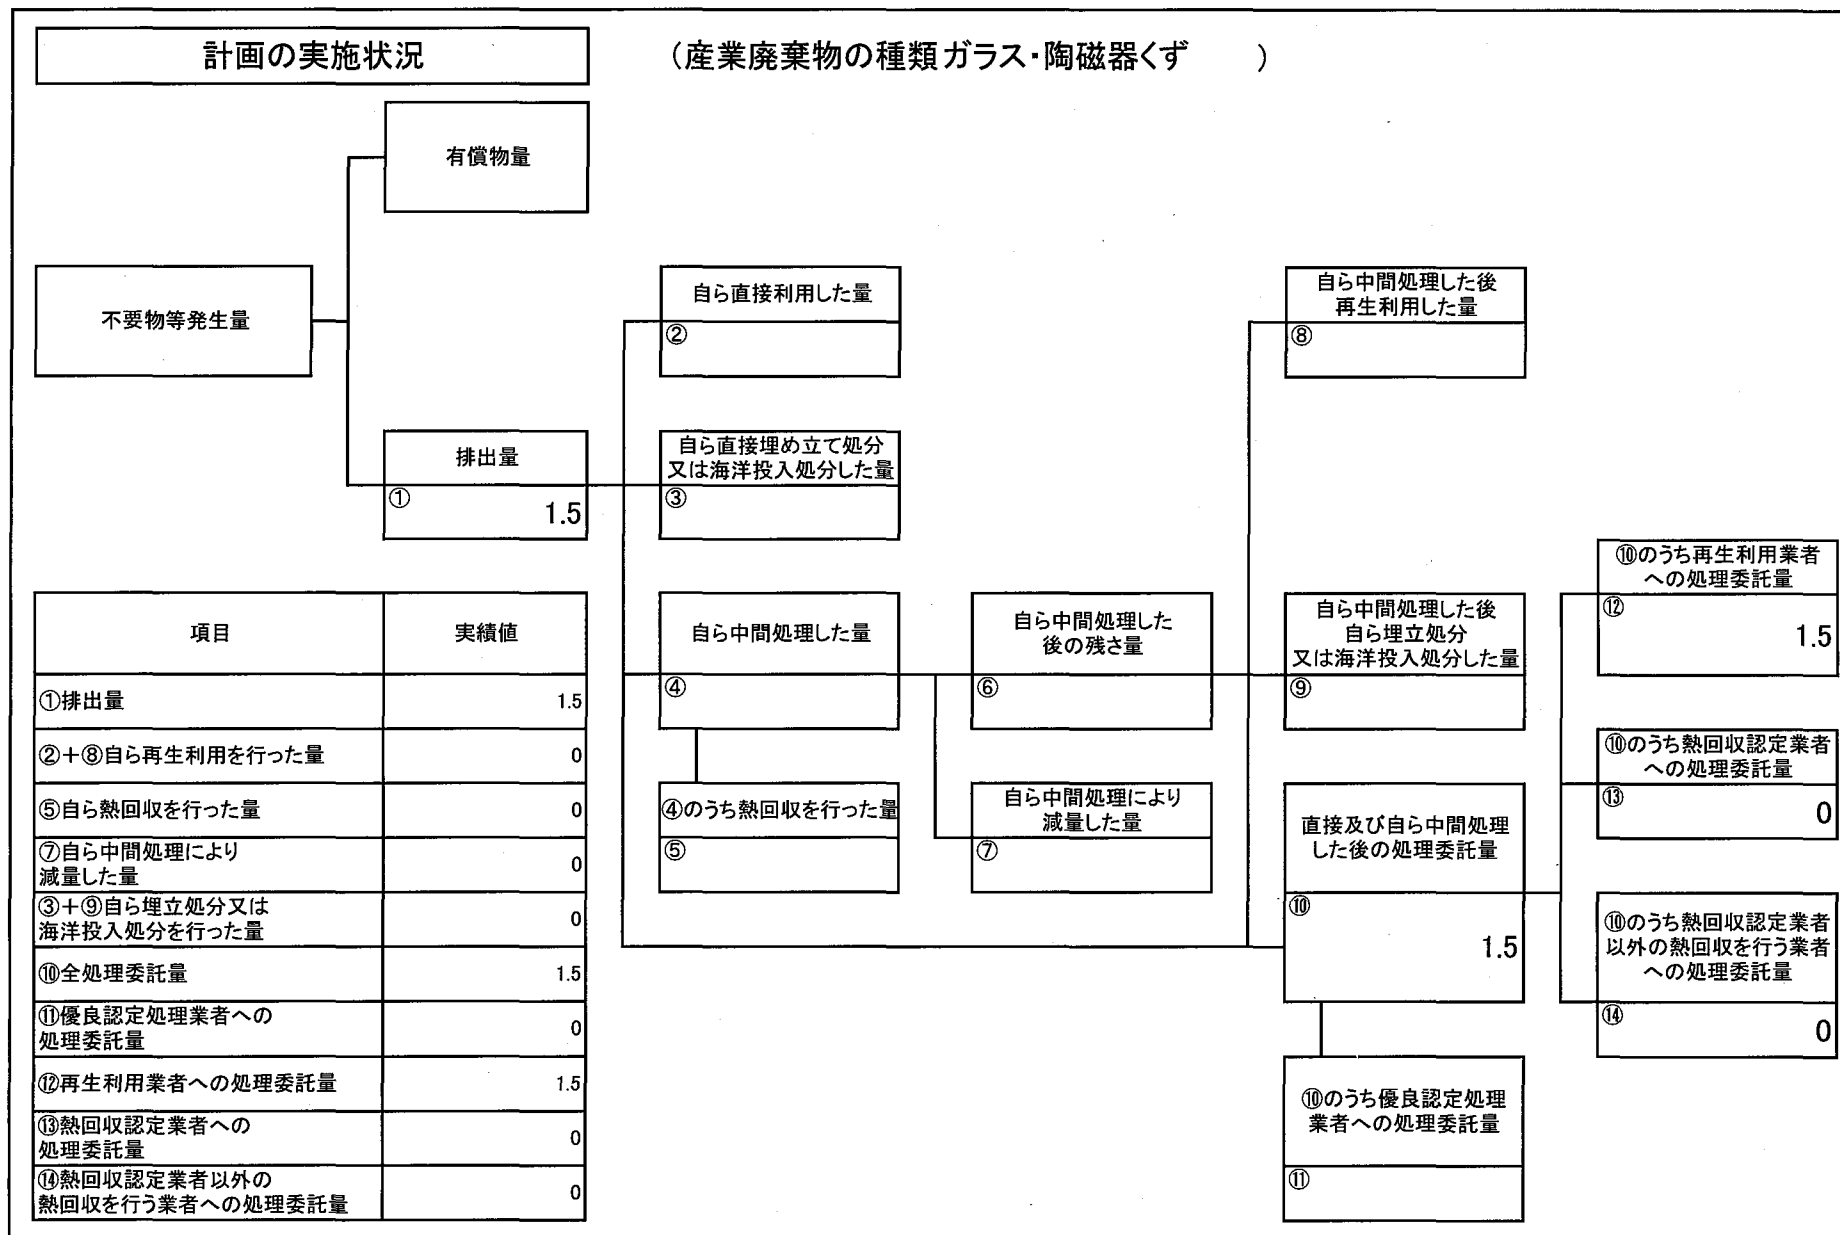 計画の実施状況
（産業廃棄物の種類ガラス・陶磁器くず　　）
有償物量
不要物等発生量
自ら直接利用した量
②
自ら中間処理した後
再生利用した量
⑧
排出量
① 1.5
自ら直接埋め立て処分
又は海洋投入処分した量
③
⑩のうち再生利用業者
への処理委託量
⑫ 1.5
自ら中間処理した量
④
自ら中間処理した
後の残さ量
⑥
自ら中間処理した後
自ら埋立処分
又は海洋投入処分した量
⑨
⑩のうち熱回収認定業者
への処理委託量
⑬ 0
④のうち熱回収を行った量
⑤
自ら中間処理により
減量した量
⑦
直接及び自ら中間処理
した後の処理委託量
⑩ 1.5
⑩のうち熱回収認定業者
以外の熱回収を行う業者
への処理委託量
⑭ 0
⑩のうち優良認定処理
業者への処理委託量
⑪
項目 実績値
①排出量 1.5
②＋⑧自ら再生利用を行った量 0
⑤自ら熱回収を行った量 0
⑦自ら中間処理により
減量した量 0
③＋⑨自ら埋立処分又は
海洋投入処分を行った量 0
⑩全処理委託量 1.5
⑪優良認定処理業者への
処理委託量 0
⑫再生利用業者への処理委託量 1.5
⑬熱回収認定業者への
処理委託量 0
⑭熱回収認定業者以外の
熱回収を行う業者への処理委託量 0